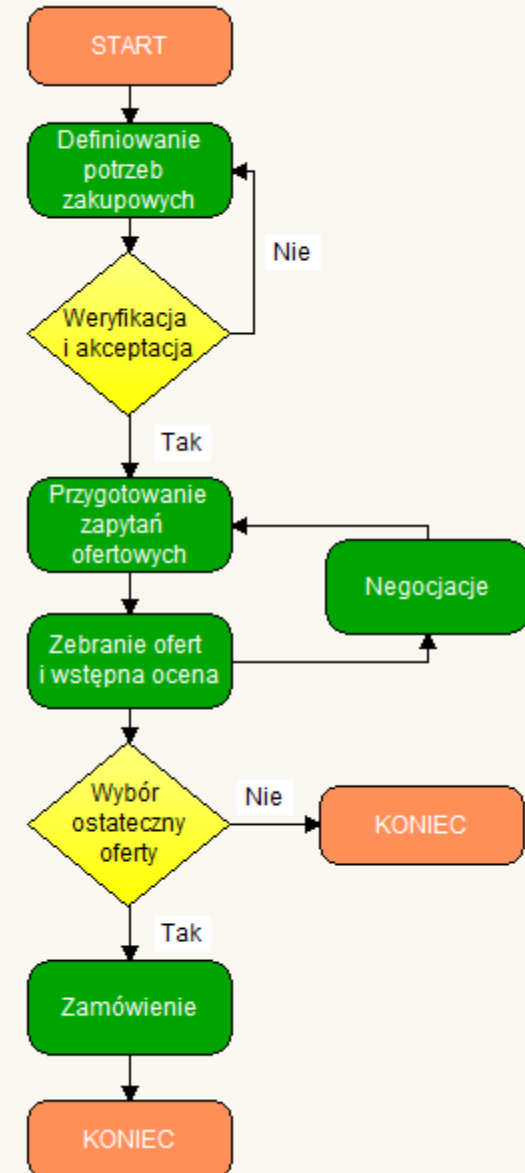 START
Definiowanie
potrzeb
zakupowych
Nie
Weryfikacja
i akceptacja
Tak
Przygotowanie
zapytań
ofertowych
Negocjacje
Zebranie ofert
i wstępna ocena
Wybór
ostateczny
oferty
Nie
KONIEC
Tak
Zamówienie
KONIEC